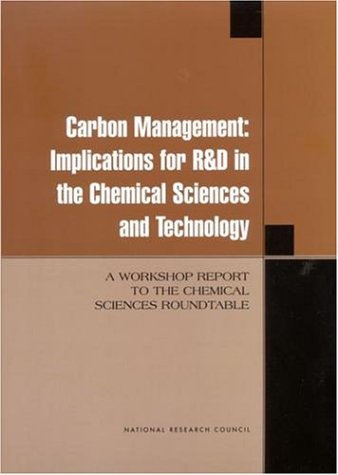 Carbon Management:
Implications for R&D in
the Chemical Sciences
and Technology
A WORKSHOP REPORT
TO THE CHEMICAL
SCIENCES ROUNDTABLE
NATIONAL RESEARCH COUNCIL